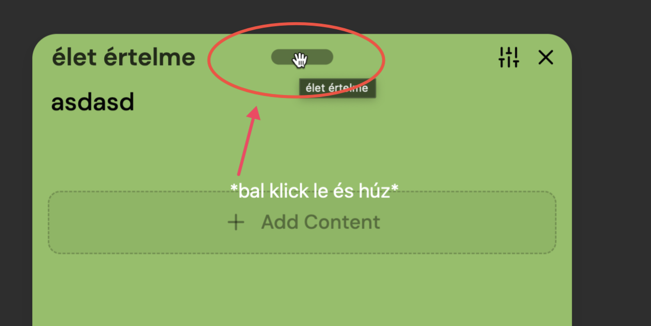 élet értelme
élet értelme
asdasd
*bal klick le és húz*
Add Content